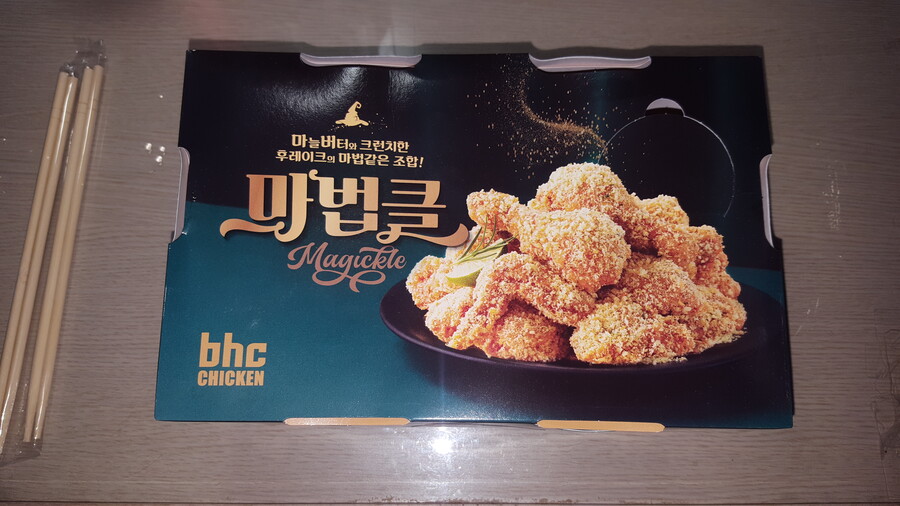 마늘버터와 크런치한
후레이크의 마법같은 조합!
마법클
Magickle
bhc
CHICKEN